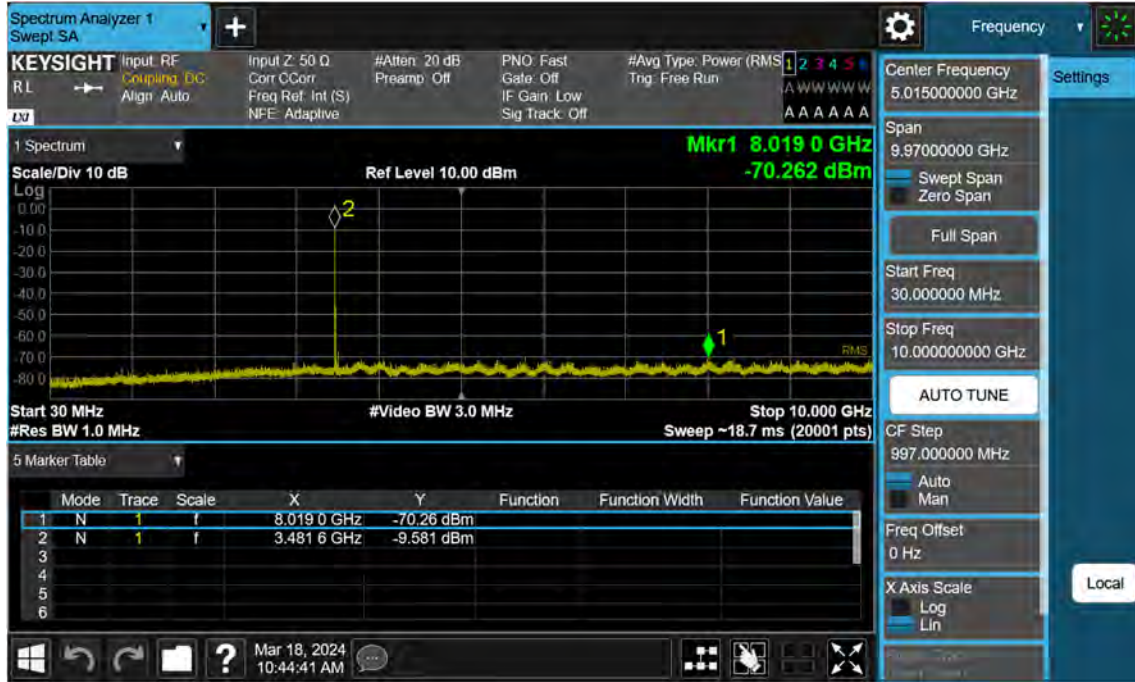 Spectrum Analyzer 1
Swept SA
+
Frequency
KEYSIGHT
RL
LXI
Input: RF
Coupling: DC
Align: Auto
Input Z: 50 Ω
Corr CCorr
Freq Ref: Int (S)
NFE: Adaptive
#Atten: 20 dB
Preamp: Off
PNO: Fast
Gate: Off
IF Gain: Low
Sig Track: Off
#Avg Type: Power (RMS
Trig: Free Run
1 2 3 4 5 6
A W W W W W
A A A A A A
Center Frequency
5.015000000 GHz
Settings
1 Spectrum
Mkr1 8.019 0 GHz
Scale/Div 10 dB
Ref Level 10.00 dBm
-70.262 dBm
Span
9.97000000 GHz
Swept Span
Zero Span
Full Span
Start Freq
30.000000 MHz
Stop Freq
10.000000000 GHz
AUTO TUNE
CF Step
997.000000 MHz
Auto
Man
Freq Offset
0 Hz
X Axis Scale
Log
Lin
Local
Log
0.00
-10.0
-20.0
-30.0
-40.0
-50.0
-60.0
-70.0
-80.0
2
1
RMS
Start 30 MHz
#Video BW 3.0 MHz
Stop 10.000 GHz
#Res BW 1.0 MHz
Sweep ~18.7 ms (20001 pts)
5 Marker Table
Mode Trace Scale X Y Function Function Width Function Value
1 N 1 f 8.019 0 GHz -70.26 dBm
2 N 1 f 3.481 6 GHz -9.581 dBm
3
4
5
6
?
Mar 18, 2024
10:44:41 AM